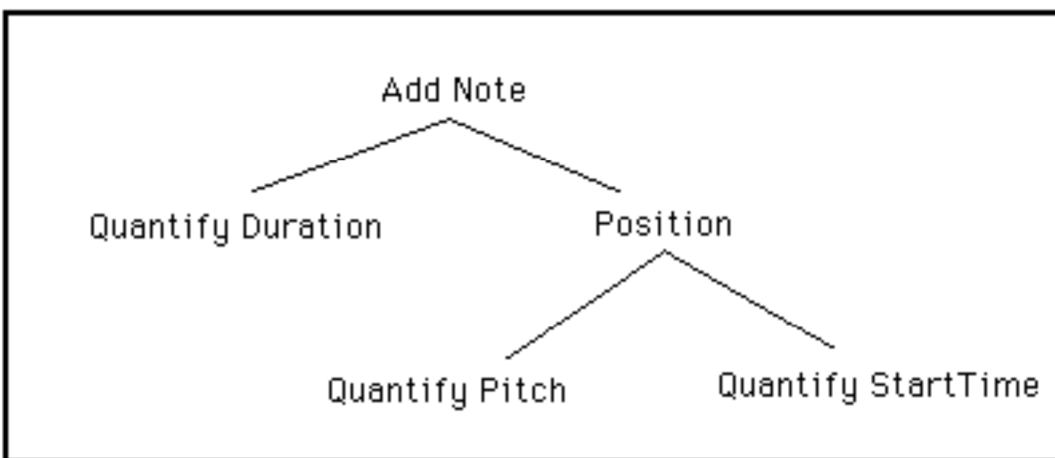 Add Note
Quantify Duration
Position
Quantify Pitch
Quantify StartTime